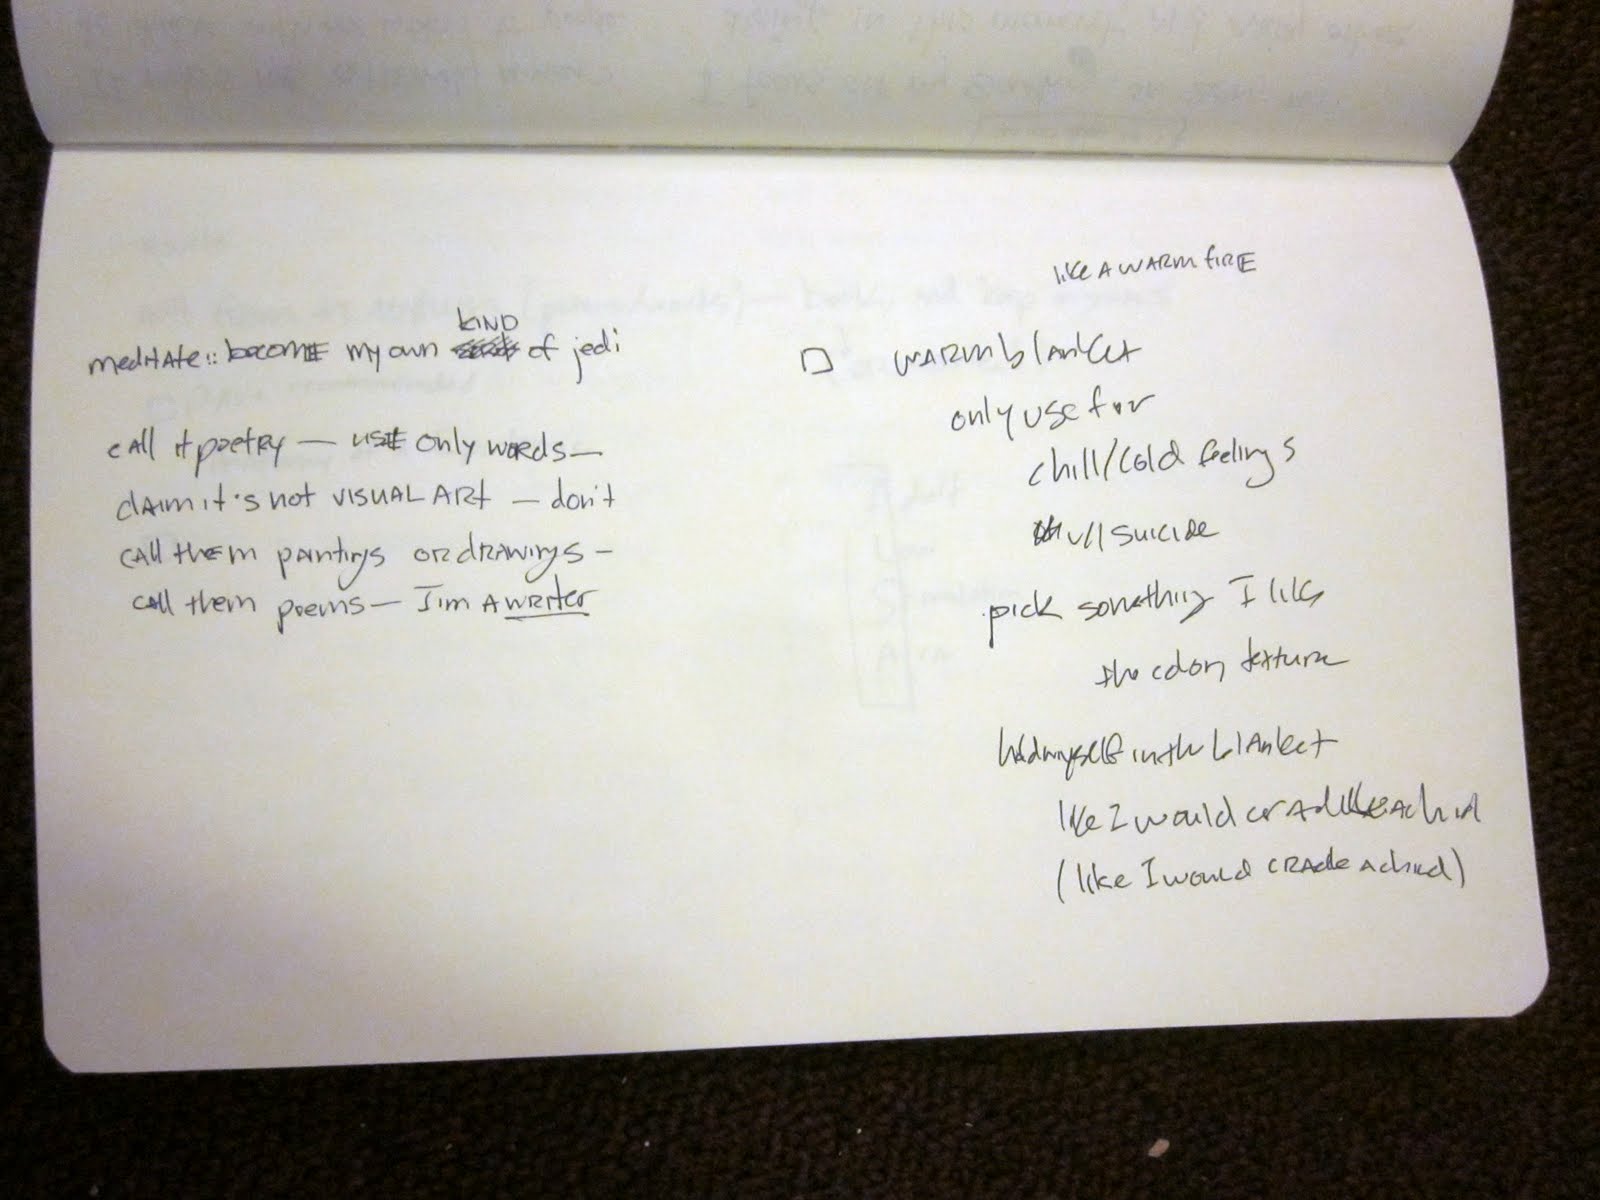 KIND
meditAte:: becomE my own of jedi
call it poetry — usE only words —
claim it's not VISUAL ARt — don't
call them paintings or drawings —
call them poems — I'm A writer
like A wARm firE
☐ wARm blanket
only use for
chill/cold feelings
suicide
pick something I like
the color, texture
hold myself in the blanket
like I would cradle A child
(like I would cRAdle A child)